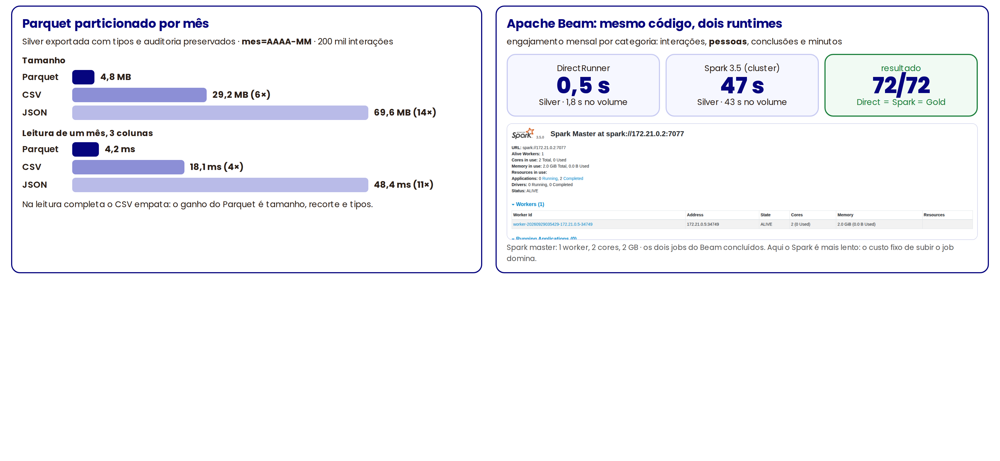 Parquet particionado por mês
Silver exportada com tipos e auditoria preservados · mes=AAAA-MM · 200 mil interações
Tamanho
Parquet 4,8 MB
CSV 29,2 MB (6×)
JSON 69,6 MB (14×)
Leitura de um mês, 3 colunas
Parquet 4,2 ms
CSV 18,1 ms (4×)
JSON 48,4 ms (11×)
Na leitura completa o CSV empata: o ganho do Parquet é tamanho, recorte e tipos.
Apache Beam: mesmo código, dois runtimes
engajamento mensal por categoria: interações, pessoas, conclusões e minutos
DirectRunner
0,5 s
Silver · 1,8 s no volume
Spark 3.5 (cluster)
47 s
Silver · 43 s no volume
resultado
72/72
Direct = Spark = Gold
APACHE Spark 3.5.0 Spark Master at spark://172.21.0.2:7077
URL: spark://172.21.0.2:7077
Alive Workers: 1
Cores in use: 2 Total, 0 Used
Memory in use: 2.0 GiB Total, 0.0 B Used
Resources in use:
Applications: 0 Running, 2 Completed
Drivers: 0 Running, 0 Completed
Status: ALIVE
Workers (1)
Worker Id Address State Cores Memory Resources
worker-20260929035429-172.21.0.5-34749 172.21.0.5:34749 ALIVE 2 (0 Used) 2.0 GiB (0.0 B Used)
Running Applications (0)
Spark master: 1 worker, 2 cores, 2 GB · os dois jobs do Beam concluídos. Aqui o Spark é mais lento: o custo fixo de subir o job
domina.